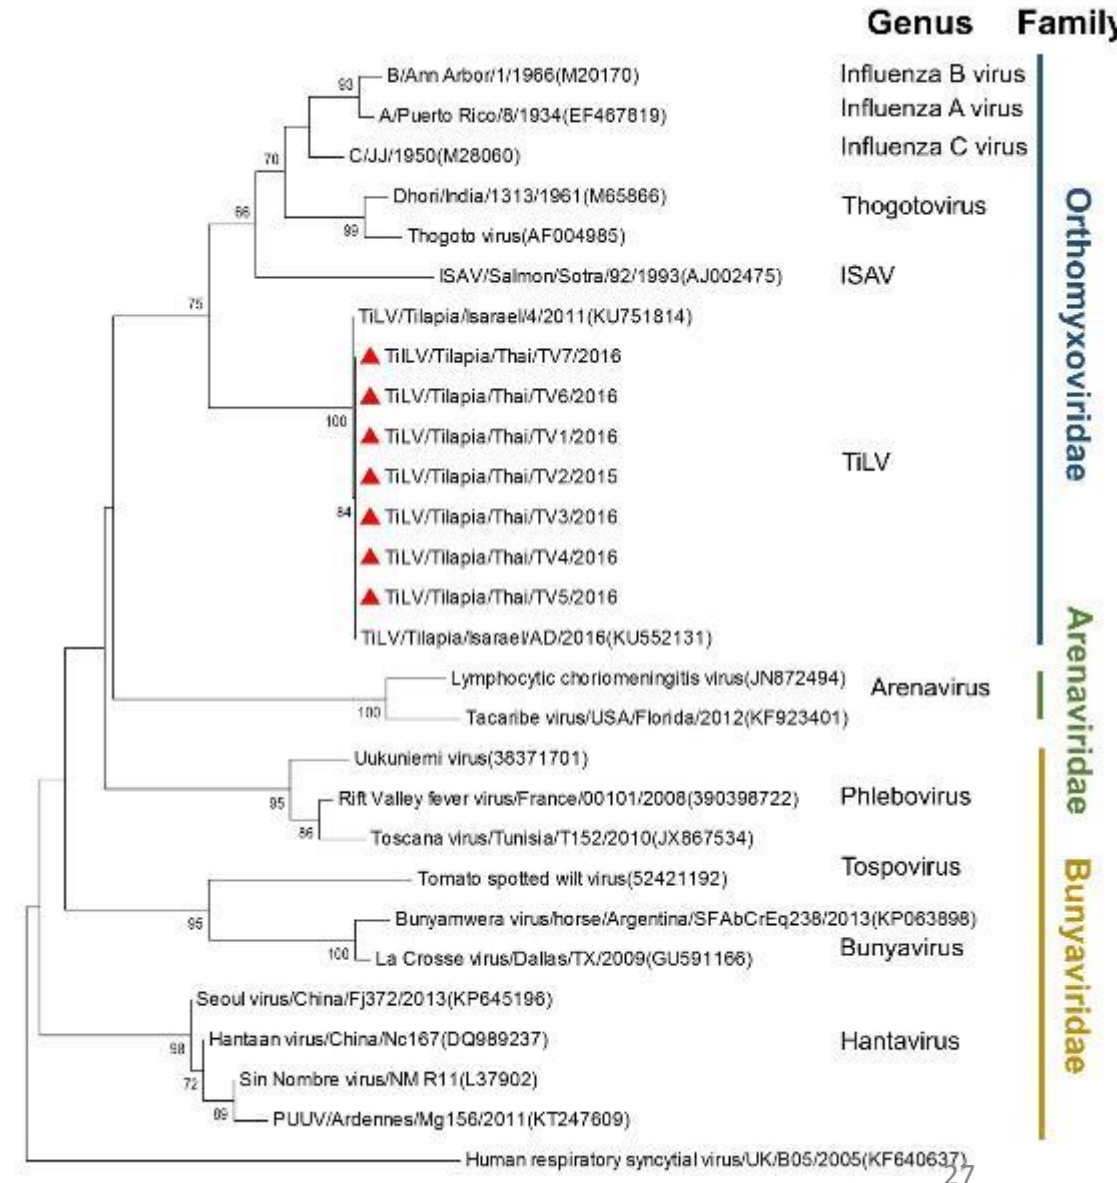 Genus Family
93
B/Ann Arbor/1/1966(M20170)
Influenza B virus
A/Puerto Rico/8/1934(EF467819)
Influenza A virus
C/JJ/1950(M28060)
Influenza C virus
70
Dhori/India/1313/1961(M65866)
Thogotovirus
66
99
Thogoto virus(AF004985)
ISAV/Salmon/Sotra/92/1993(AJ002475)
ISAV
75
TiLV/Tilapia/Isarael/4/2011(KU751814)
TilLV/Tilapia/Thai/TV7/2016
TiLV/Tilapia/Thai/TV6/2016
100
TiLV/Tilapia/Thai/TV1/2016
TiLV
TiLV/Tilapia/Thai/TV2/2015
84
TiLV/Tilapia/Thai/TV3/2016
TiLV/Tilapia/Thai/TV4/2016
TiLV/Tilapia/Thai/TV5/2016
TiLV/Tilapia/Isarael/AD/2016(KU552131)
Orthomyxoviridae
Lymphocytic choriomeningitis virus(JN872494)
Arenavirus
100
Tacaribe virus/USA/Florida/2012(KF923401)
Arenaviridae
Uukuniemi virus(38371701)
95
Rift Valley fever virus/France/00101/2008(390398722)
Phlebovirus
86
Toscana virus/Tunisia/T152/2010(JX867534)
Tospovirus
Tomato spotted wilt virus(52421192)
95
Bunyamwera virus/horse/Argentina/SFAbCrEq238/2013(KP063898)
Bunyavirus
100
La Crosse virus/Dallas/TX/2009(GU591166)
Bunyaviridae
Seoul virus/China/Fj372/2013(KP645196)
98
Hantaan virus/China/Nc167(DQ989237)
Hantavirus
72
Sin Nombre virus/NM R11(L37902)
89
PUUV/Ardennes/Mg156/2011(KT247609)
Human respiratory syncytial virus/UK/B05/2005(KF640637)
27